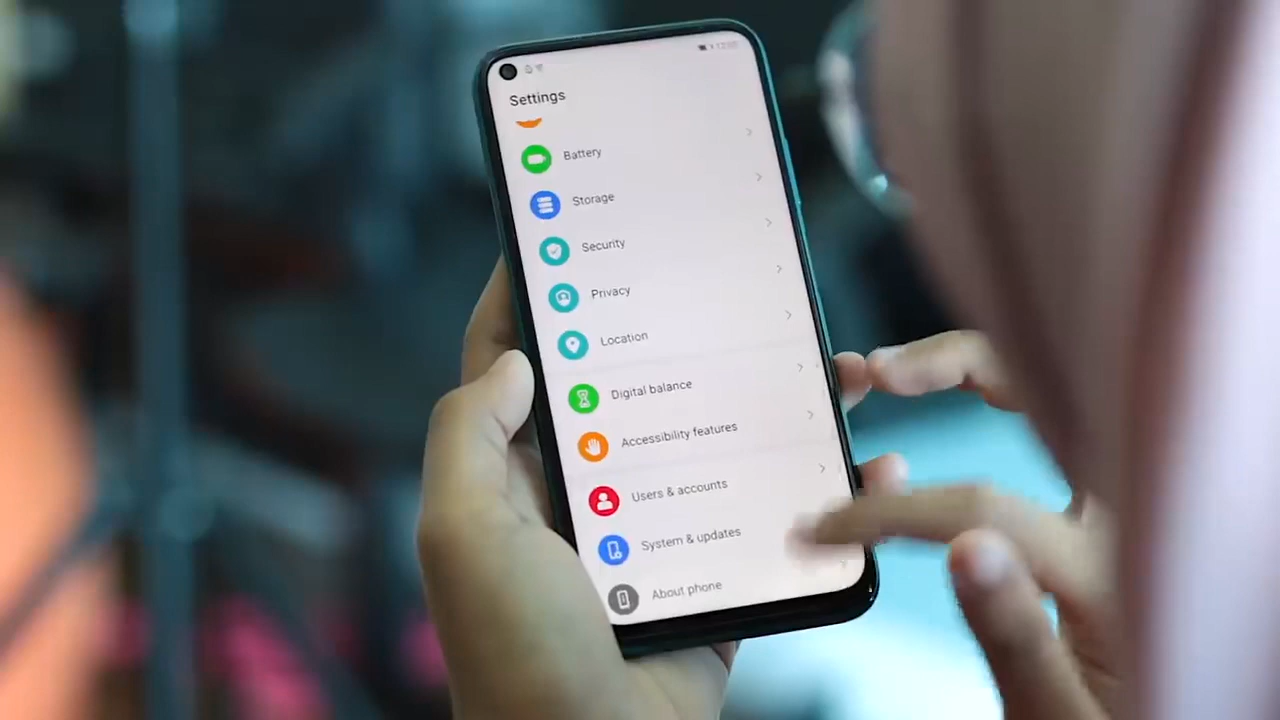 Settings
Battery
Storage
Security
Privacy
Location
Digital balance
Accessibility features
Users & accounts
System & updates
About phone